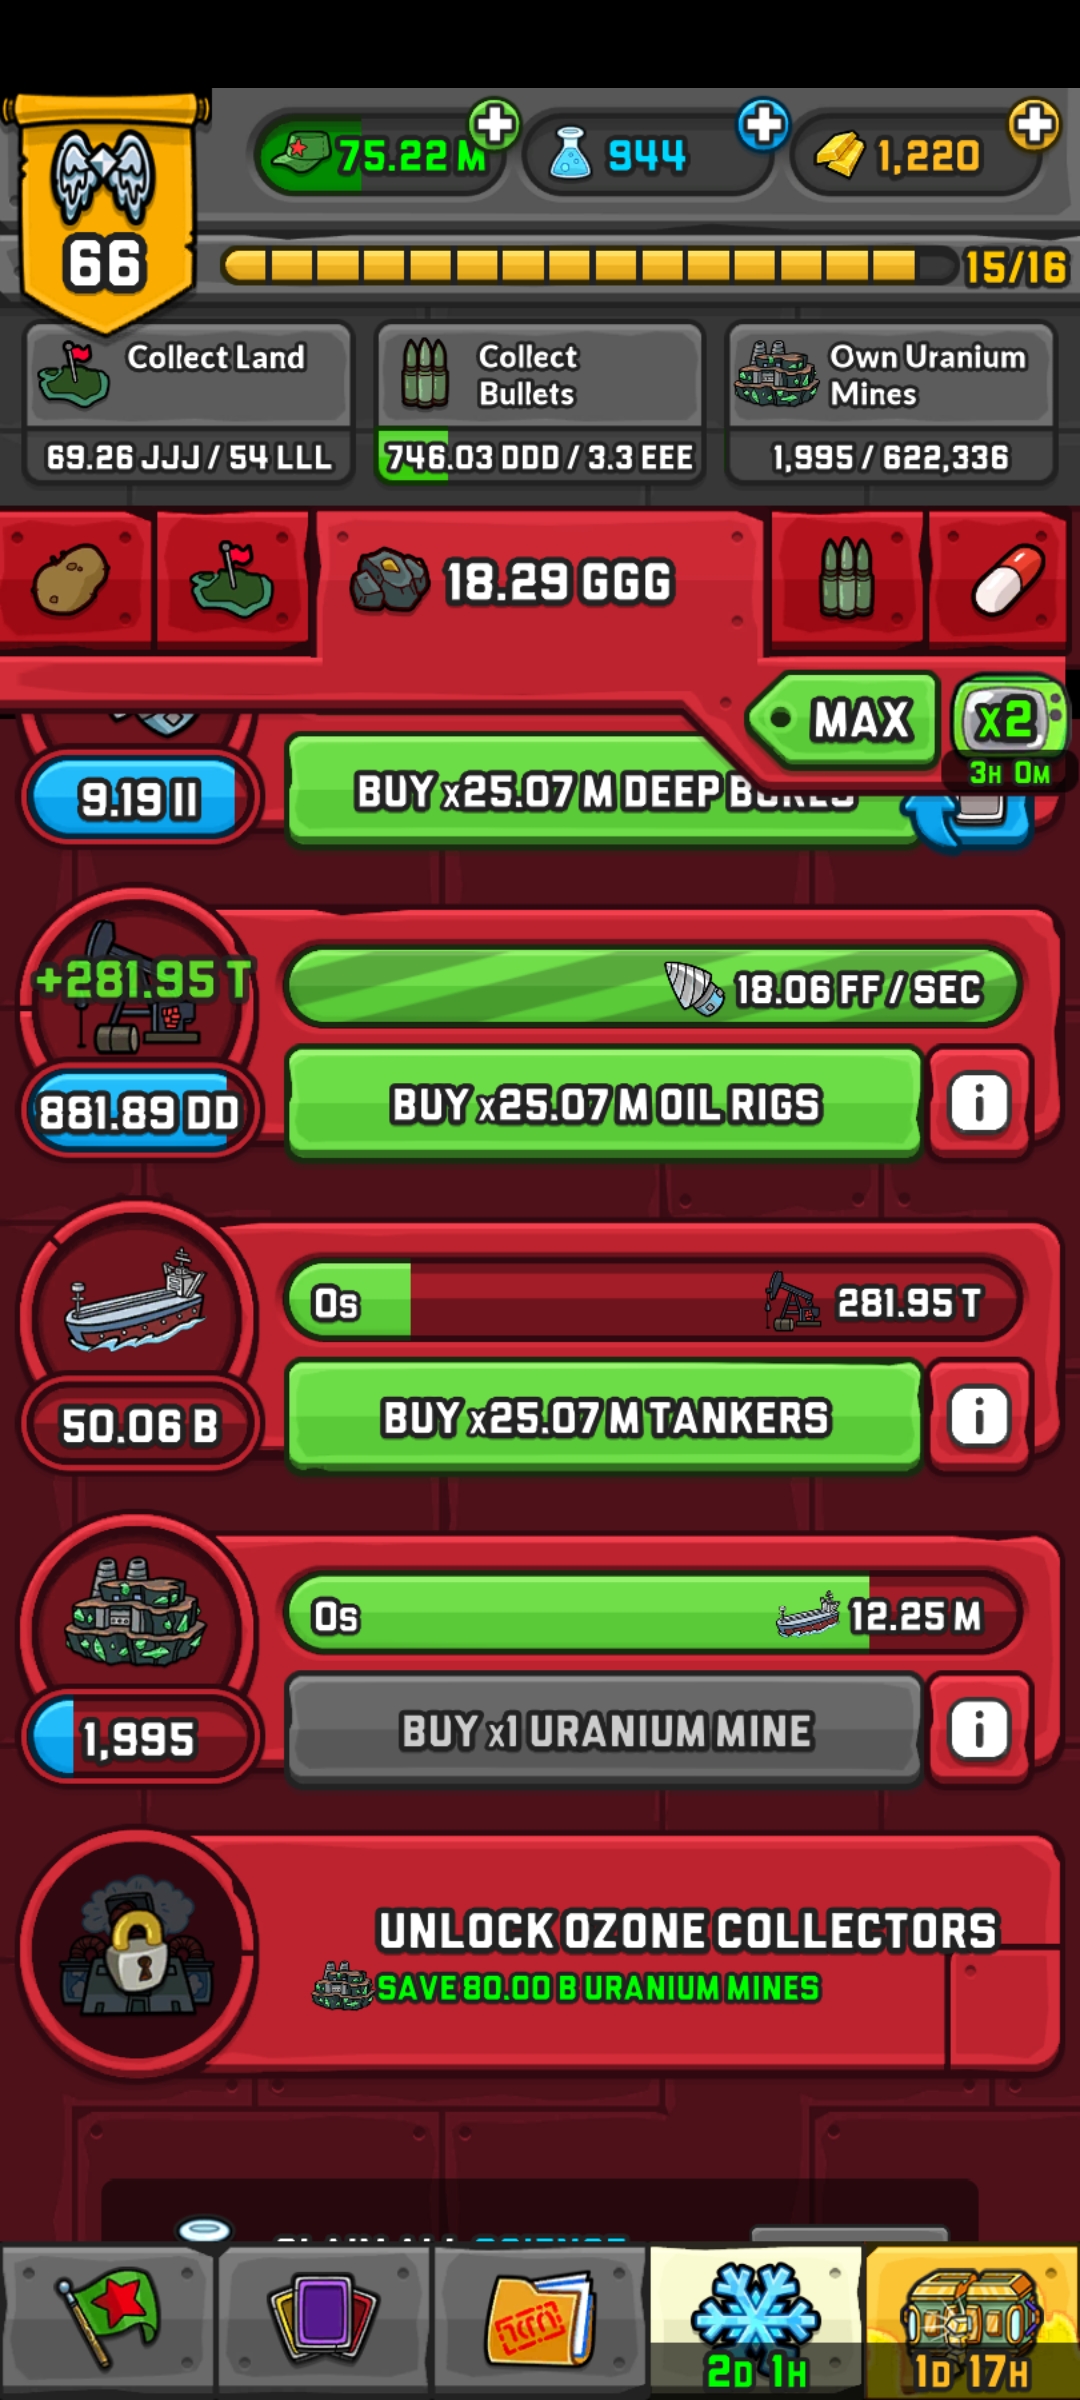 75.22 M
944
1,220
66
15/16
Collect Land
69.26 JJJ / 54 LLL
Collect
Bullets
746.03 DDD / 3.3 EEE
Own Uranium
Mines
1,995 / 622,336
18.29 GGG
MAX
x2
3H 0M
9.19 II
BUY x25.07 M DEEP BORES
+281.95 T
18.06 FF / SEC
881.89 DD
BUY x25.07 M OIL RIGS
i
0s
281.95 T
50.06 B
BUY x25.07 M TANKERS
i
0s
12.25 M
1,995
BUY x1 URANIUM MINE
i
UNLOCK OZONE COLLECTORS
SAVE 80.00 B URANIUM MINES
2D 1H
1D 17H